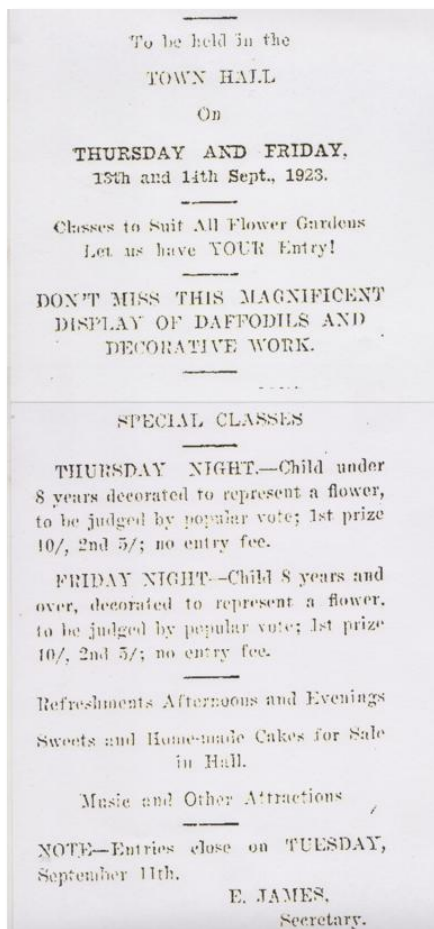 To be held in the
TOWN HALL
On
THURSDAY AND FRIDAY,
13th and 14th Sept., 1923.
Classes to Suit All Flower Gardens
Let us have YOUR Entry!
DON'T MISS THIS MAGNIFICENT
DISPLAY OF DAFFODILS AND
DECORATIVE WORK.
SPECIAL CLASSES
THURSDAY NIGHT.—Child under
8 years decorated to represent a flower,
to be judged by popular vote; 1st prize
10/, 2nd 5/; no entry fee.
FRIDAY NIGHT—Child 8 years and
over, decorated to represent a flower,
to be judged by popular vote; 1st prize
10/, 2nd 5/; no entry fee.
Refreshments Afternoons and Evenings
Sweets and Home-made Cakes for Sale
in Hall.
Music and Other Attractions
NOTE—Entries close on TUESDAY,
September 11th.
E. JAMES,
Secretary.